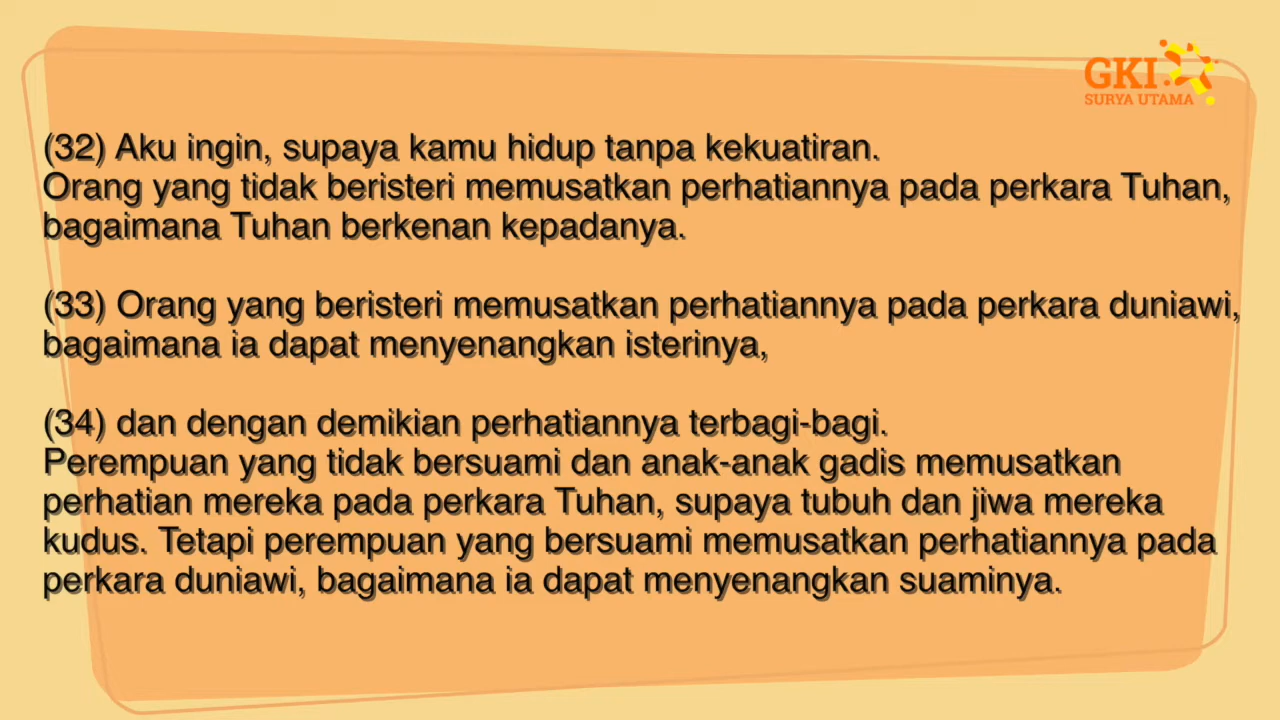 GKI
SURYA UTAMA
(32) Aku ingin, supaya kamu hidup tanpa kekuatiran.
Orang yang tidak beristeri memusatkan perhatiannya pada perkara Tuhan,
bagaimana Tuhan berkenan kepadanya.
(33) Orang yang beristeri memusatkan perhatiannya pada perkara duniawi,
bagaimana ia dapat menyenangkan isterinya,
(34) dan dengan demikian perhatiannya terbagi-bagi.
Perempuan yang tidak bersuami dan anak-anak gadis memusatkan
perhatian mereka pada perkara Tuhan, supaya tubuh dan jiwa mereka
kudus. Tetapi perempuan yang bersuami memusatkan perhatiannya pada
perkara duniawi, bagaimana ia dapat menyenangkan suaminya.